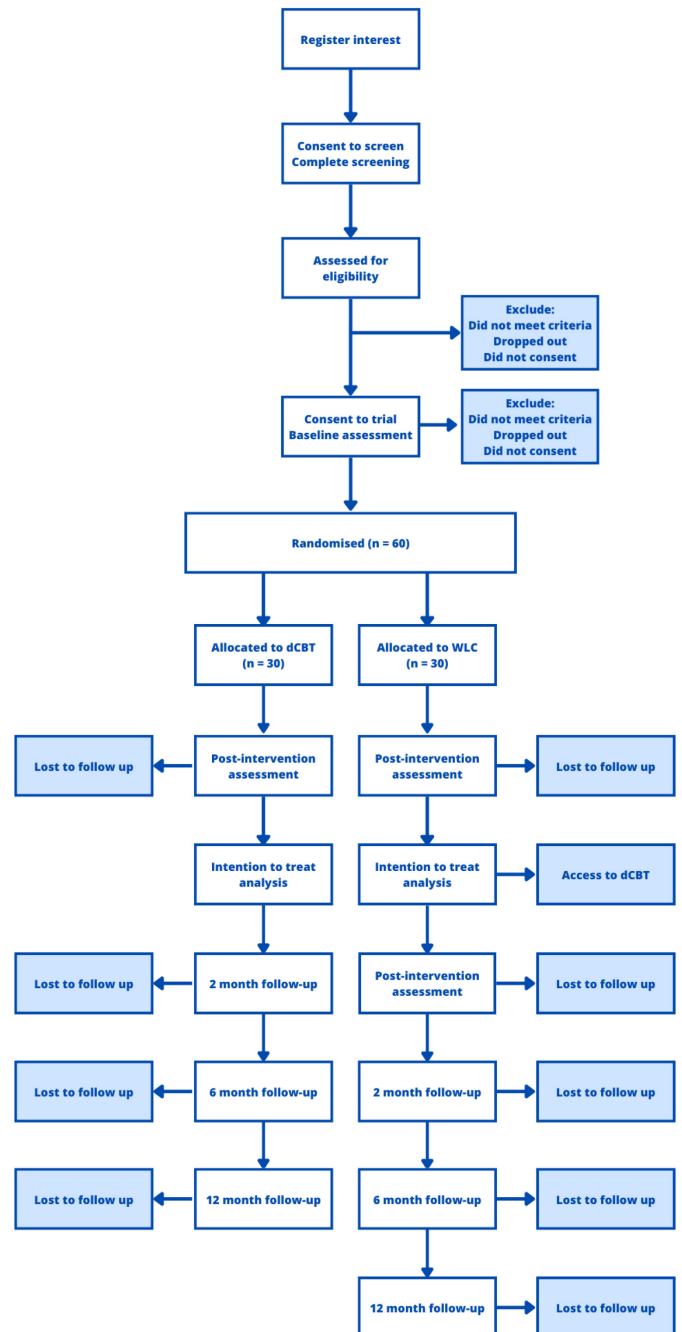 Register interest
Consent to screen
Complete screening
Assessed for
eligibility
Exclude:
Did not meet criteria
Dropped out
Did not consent
Consent to trial
Baseline assessment
Exclude:
Did not meet criteria
Dropped out
Did not consent
Randomised (n = 60)
Allocated to dCBT
(n = 30)
Allocated to WLC
(n = 30)
Lost to follow up
Post-intervention
assessment
Post-intervention
assessment
Lost to follow up
Intention to treat
analysis
Intention to treat
analysis
Access to dCBT
Lost to follow up
2 month follow-up
Post-intervention
assessment
Lost to follow up
Lost to follow up
6 month follow-up
2 month follow-up
Lost to follow up
Lost to follow up
12 month follow-up
6 month follow-up
Lost to follow up
12 month follow-up
Lost to follow up